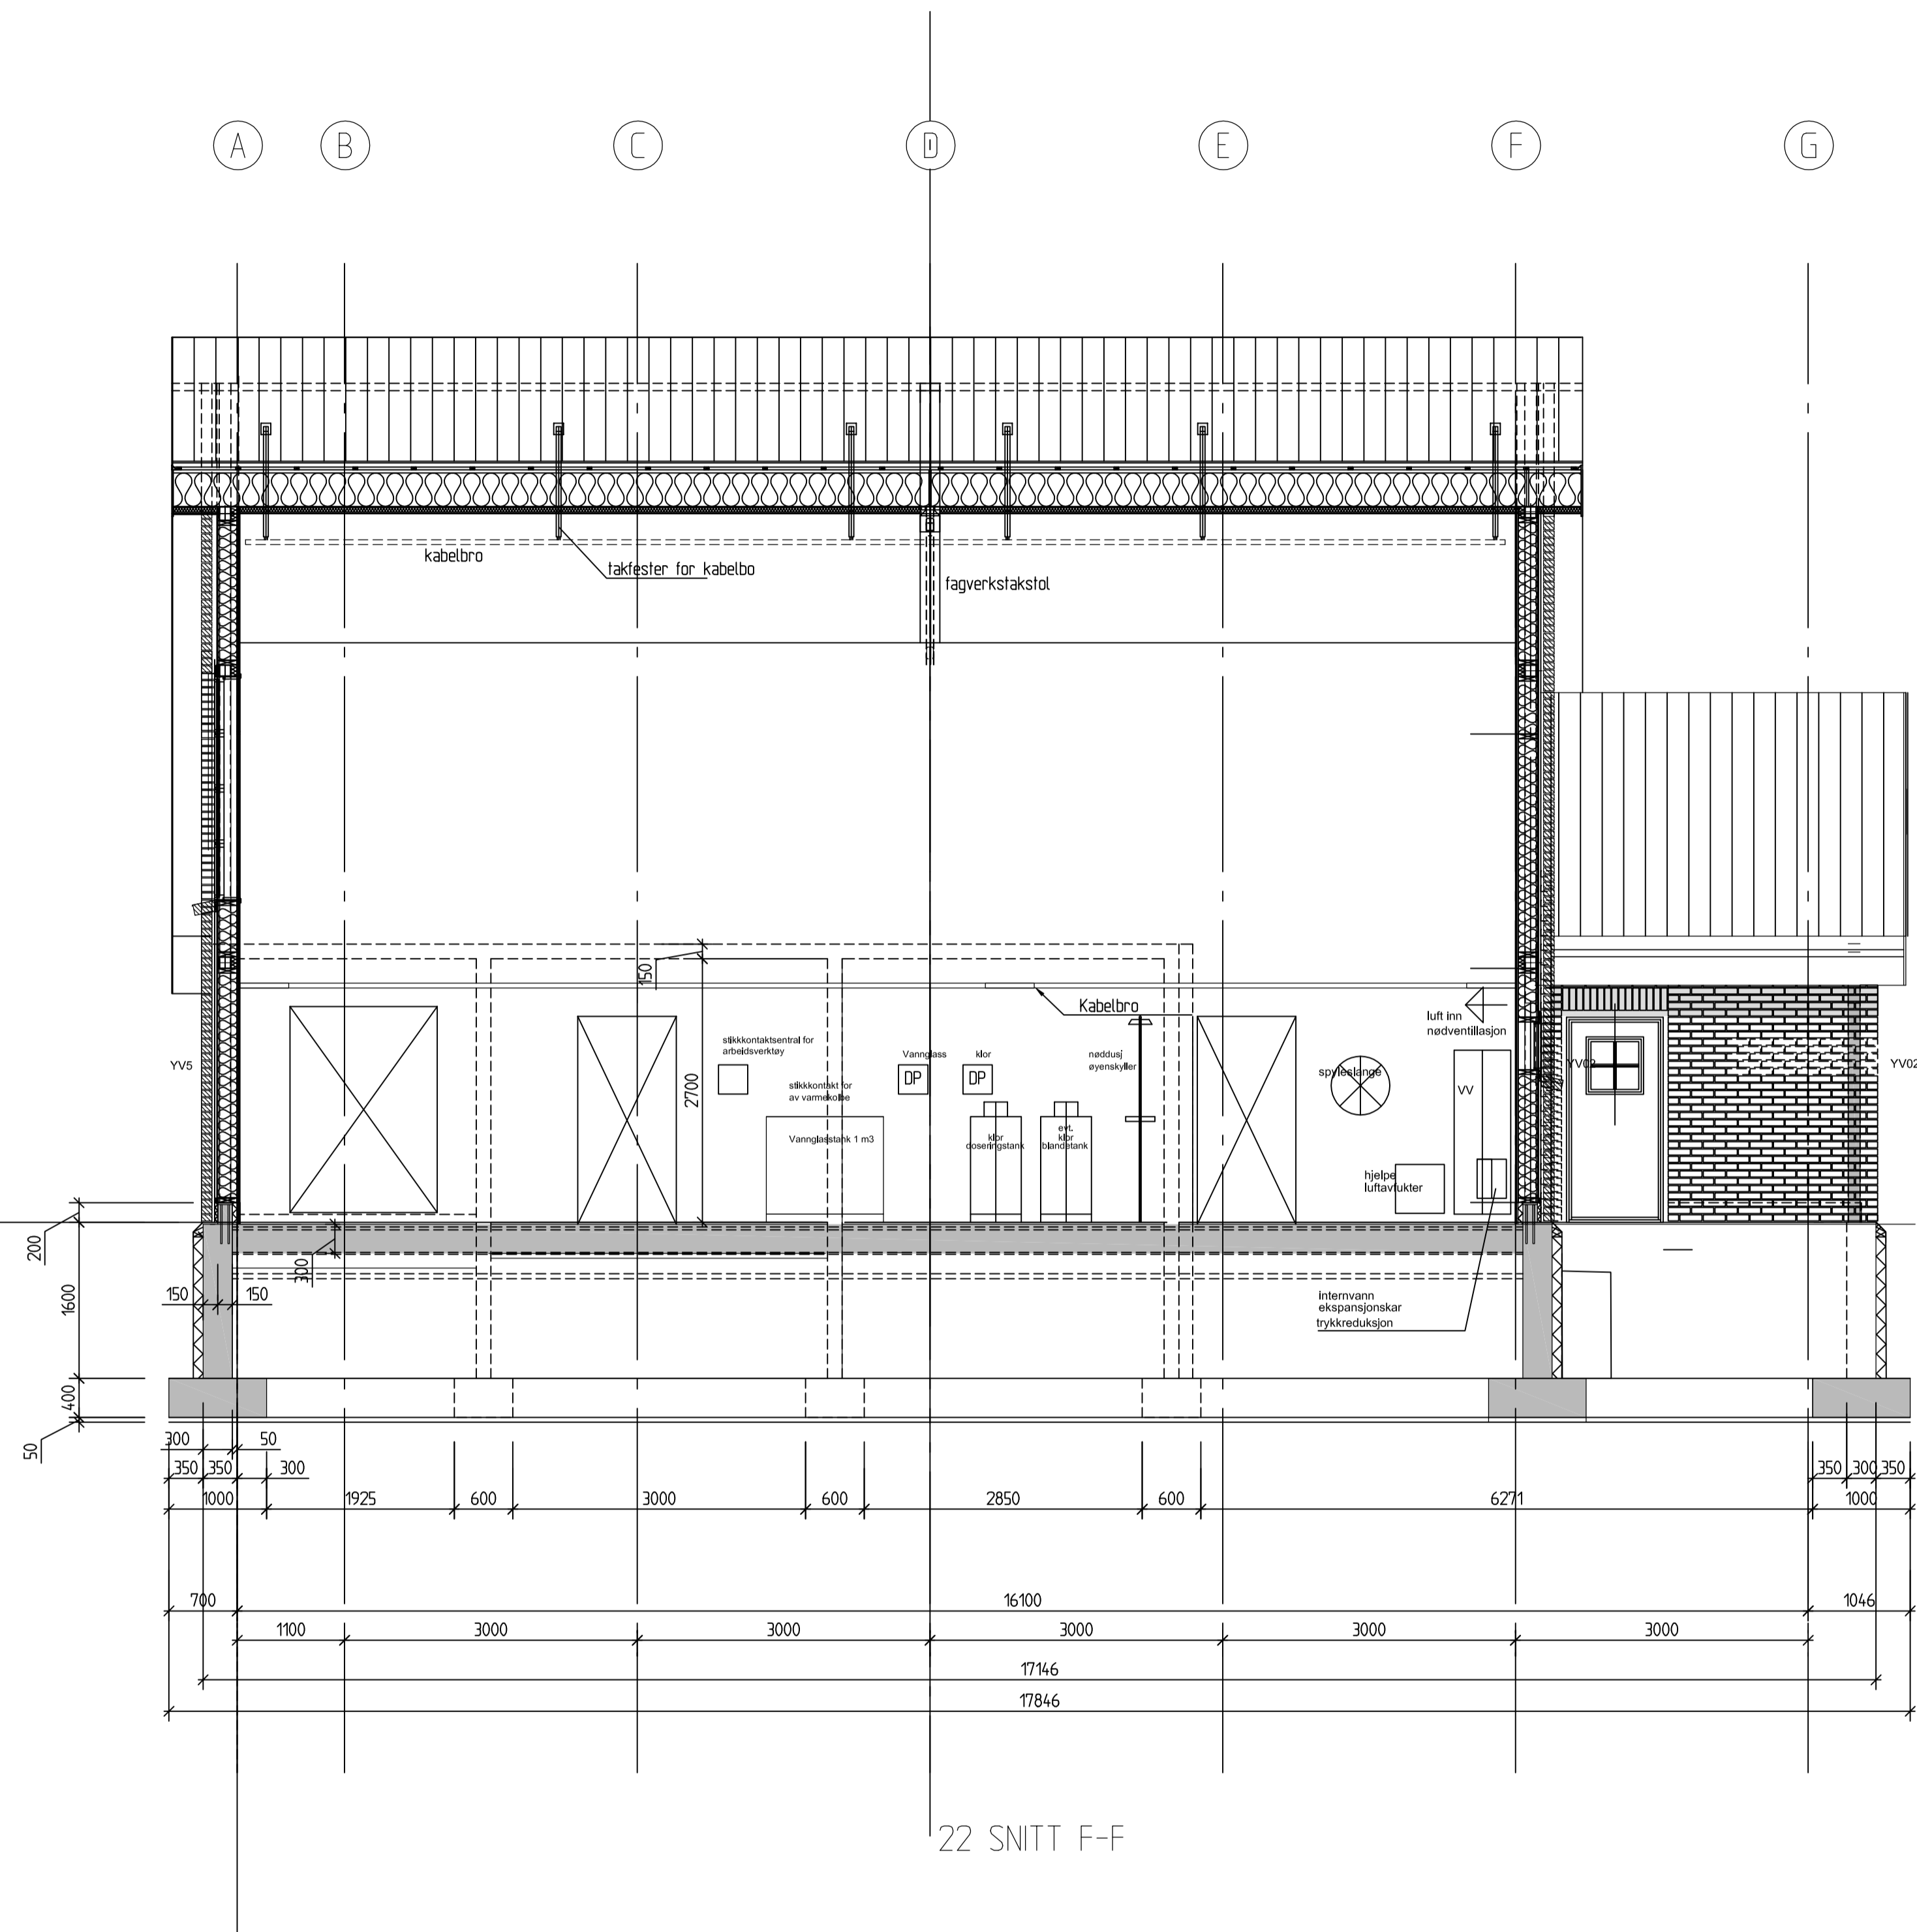 A B C D E F G
kabelbro
takfester for kabelbo
fagverkstakstol
150
Kabelbro
luft inn
nødventillasjon
stikkkontaktsentral for
arbeidsverktøy
Vannglass
klor
nøddusj
øyenskyller
YV5
DP
DP
spyleslange
VV
YV02
2700
stikkkontakt for
av varmekolbe
Vannglasstank 1 m3
klor
doseringstank
evt.
klor
blandetank
hjelpe
luftavfukter
200
300
1600
150 150
internvann
ekspansjonskar
trykkreduksjon
400
50
300 50
350 350 300 350 300 350
1000 1925 600 3000 600 2850 600 6271 1000
700 16100 1046
1100 3000 3000 3000 3000 3000
17146
17846
22 SNITT F-F